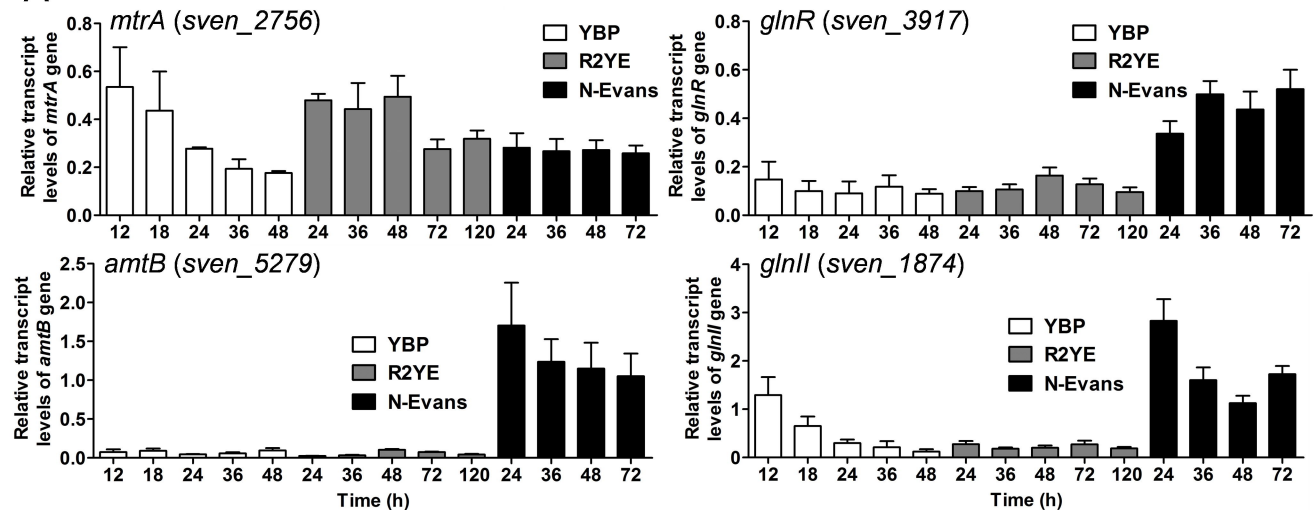 mtrA (sven_2756)
Relative transcript
levels of mtrA gene
0.8
0.6
0.4
0.2
0.0
YBP
R2YE
N-Evans
12 18 24 36 48 24 36 48 72 120 24 36 48 72
glnR (sven_3917)
Relative transcript
levels of glnR gene
0.8
0.6
0.4
0.2
0.0
YBP
R2YE
N-Evans
12 18 24 36 48 24 36 48 72 120 24 36 48 72
amtB (sven_5279)
Relative transcript
levels of amtB gene
2.5
2.0
1.5
1.0
0.5
0.0
YBP
R2YE
N-Evans
12 18 24 36 48 24 36 48 72 120 24 36 48 72
Time (h)
glnII (sven_1874)
Relative transcript
levels of glnII gene
4
3
2
1
0
YBP
R2YE
N-Evans
12 18 24 36 48 24 36 48 72 120 24 36 48 72
Time (h)